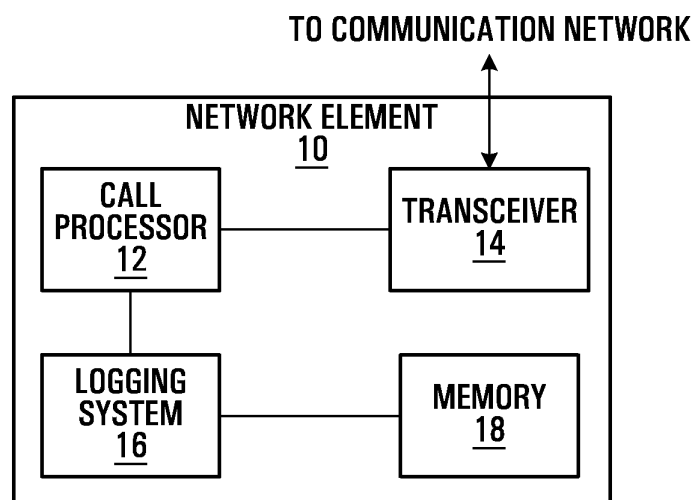 TO COMMUNICATION NETWORK
NETWORK ELEMENT
10
CALL
PROCESSOR
12
TRANSCEIVER
14
LOGGING
SYSTEM
16
MEMORY
18